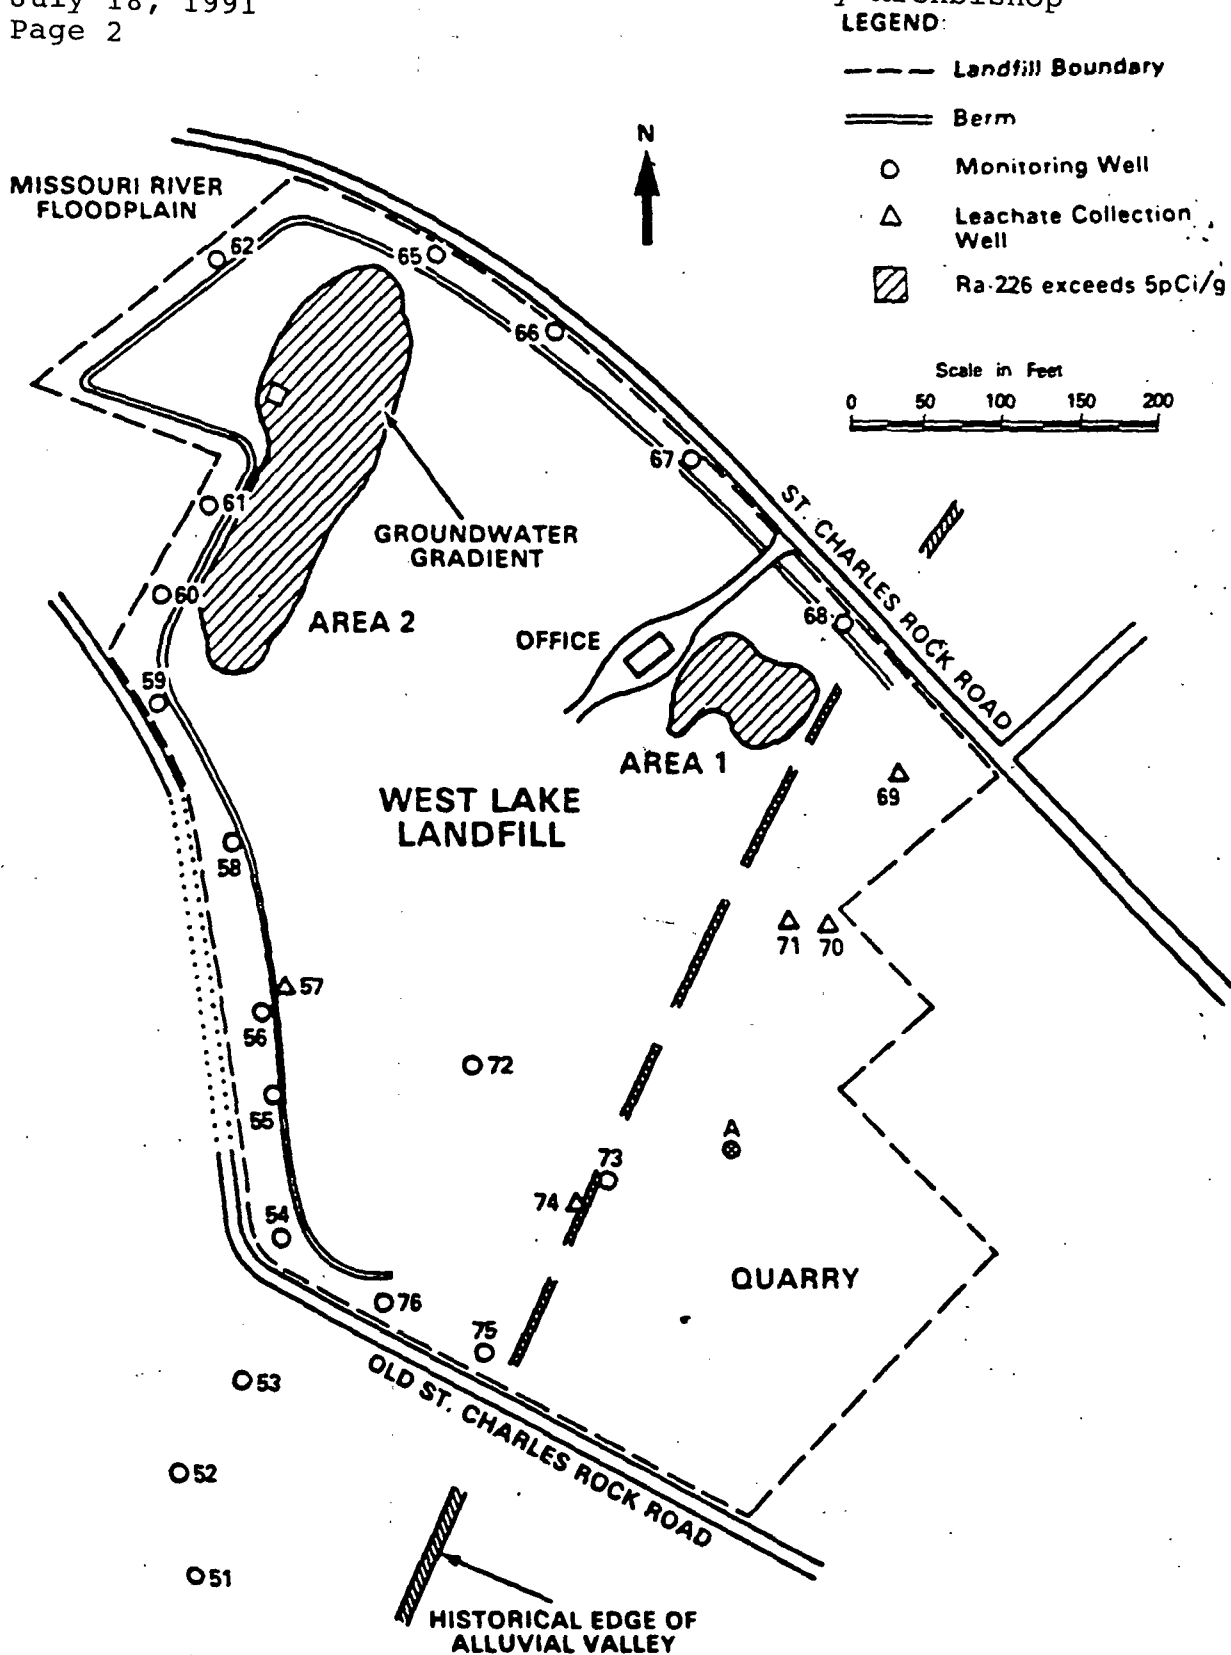 July 18, 1991
Page 2
LEGEND:
Landfill Boundary
Berm
Monitoring Well
Leachate Collection
Well
Ra-226 exceeds 5pCi/g
N
MISSOURI RIVER
FLOODPLAIN
62
65
66
Scale in Feet
0 50 100 150 200
67
61
ST. CHARLES ROCK ROAD
GROUNDWATER
GRADIENT
60
AREA 2
68
OFFICE
59
AREA 1
69
WEST LAKE
LANDFILL
58
71 70
57
56
72
55
A
73
74
54
QUARRY
76
75
OLD ST. CHARLES ROCK ROAD
53
52
51
HISTORICAL EDGE OF
ALLUVIAL VALLEY